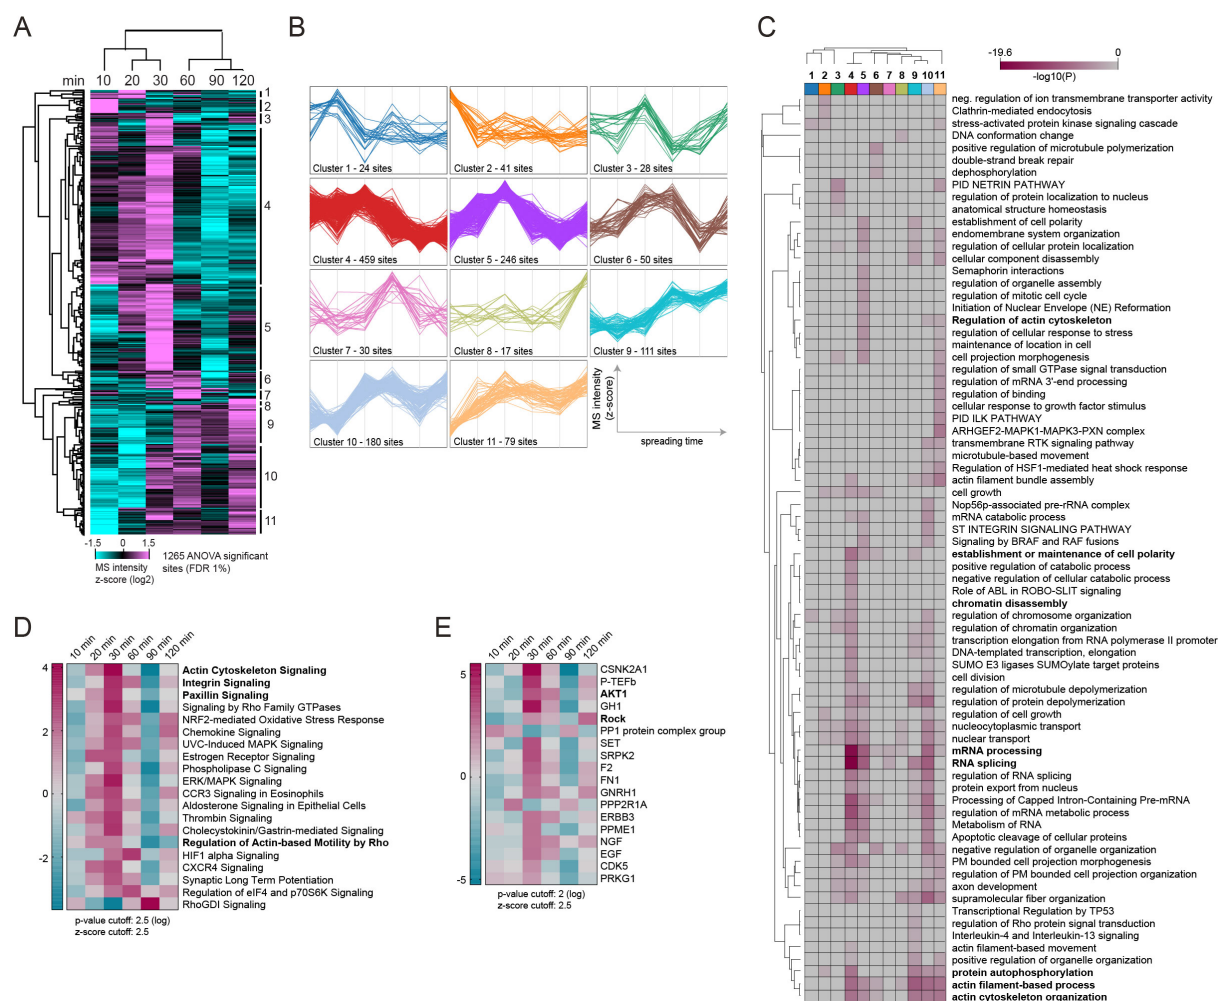 A
min
10 20 30 60 90 120
1
2
3
4
5
6
7
8
9
10
11
-1.5 0 1.5
MS intensity
z-score (log2)
1265 ANOVA significant
sites (FDR 1%)
B
Cluster 1 - 24 sites
Cluster 2 - 41 sites
Cluster 3 - 28 sites
Cluster 4 - 459 sites
Cluster 5 - 246 sites
Cluster 6 - 50 sites
Cluster 7 - 30 sites
Cluster 8 - 17 sites
Cluster 9 - 111 sites
Cluster 10 - 180 sites
Cluster 11 - 79 sites
MS intensity
(z-score)
spreading time
C
-19.6 0
-log10(P)
1 2 3 4 5 6 7 8 9 10 11
neg. regulation of ion transmembrane transporter activity
Clathrin-mediated endocytosis
stress-activated protein kinase signaling cascade
DNA conformation change
positive regulation of microtubule polymerization
double-strand break repair
dephosphorylation
PID NETRIN PATHWAY
regulation of protein localization to nucleus
anatomical structure homeostasis
establishment of cell polarity
endomembrane system organization
regulation of cellular protein localization
cellular component disassembly
Semaphorin interactions
regulation of organelle assembly
regulation of mitotic cell cycle
Initiation of Nuclear Envelope (NE) Reformation
Regulation of actin cytoskeleton
regulation of cellular response to stress
maintenance of location in cell
cell projection morphogenesis
regulation of small GTPase signal transduction
regulation of mRNA 3'-end processing
regulation of binding
cellular response to growth factor stimulus
PID ILK PATHWAY
ARHGEF2-MAPK1-MAPK3-PXN complex
transmembrane RTK signaling pathway
microtubule-based movement
Regulation of HSF1-mediated heat shock response
actin filament bundle assembly
cell growth
Nop56p-associated pre-rRNA complex
mRNA catabolic process
ST INTEGRIN SIGNALING PATHWAY
Signaling by BRAF and RAF fusions
establishment or maintenance of cell polarity
positive regulation of catabolic process
negative regulation of cellular catabolic process
Role of ABL in ROBO-SLIT signaling
chromatin disassembly
regulation of chromosome organization
regulation of chromatin organization
transcription elongation from RNA polymerase II promoter
DNA-templated transcription, elongation
SUMO E3 ligases SUMOylate target proteins
cell division
regulation of microtubule depolymerization
regulation of protein depolymerization
regulation of cell growth
nucleocytoplasmic transport
nuclear transport
mRNA processing
RNA splicing
regulation of RNA splicing
protein export from nucleus
Processing of Capped Intron-Containing Pre-mRNA
regulation of mRNA metabolic process
Metabolism of RNA
Apoptotic cleavage of cellular proteins
negative regulation of organelle organization
PM bounded cell projection morphogenesis
regulation of PM bounded cell projection organization
axon development
supramolecular fiber organization
Transcriptional Regulation by TP53
regulation of Rho protein signal transduction
Interleukin-4 and Interleukin-13 signaling
actin filament-based movement
positive regulation of organelle organization
protein autophosphorylation
actin filament-based process
actin cytoskeleton organization
D
10 min 20 min 30 min 60 min 90 min 120 min
4
2
0
-2
Actin Cytoskeleton Signaling
Integrin Signaling
Paxillin Signaling
Signaling by Rho Family GTPases
NRF2-mediated Oxidative Stress Response
Chemokine Signaling
UVC-Induced MAPK Signaling
Estrogen Receptor Signaling
Phospholipase C Signaling
ERK/MAPK Signaling
CCR3 Signaling in Eosinophils
Aldosterone Signaling in Epithelial Cells
Thrombin Signaling
Cholecystokinin/Gastrin-mediated Signaling
Regulation of Actin-based Motility by Rho
HIF1 alpha Signaling
CXCR4 Signaling
Synaptic Long Term Potentiation
Regulation of eIF4 and p70S6K Signaling
RhoGDI Signaling
p-value cutoff: 2.5 (log)
z-score cutoff: 2.5
E
10 min 20 min 30 min 60 min 90 min 120 min
5
0
-5
CSNK2A1
P-TEFb
AKT1
GH1
Rock
PP1 protein complex group
SET
SRPK2
F2
FN1
GNRH1
PPP2R1A
ERBB3
PPME1
NGF
EGF
CDK5
PRKG1
p-value cutoff: 2 (log)
z-score cutoff: 2.5